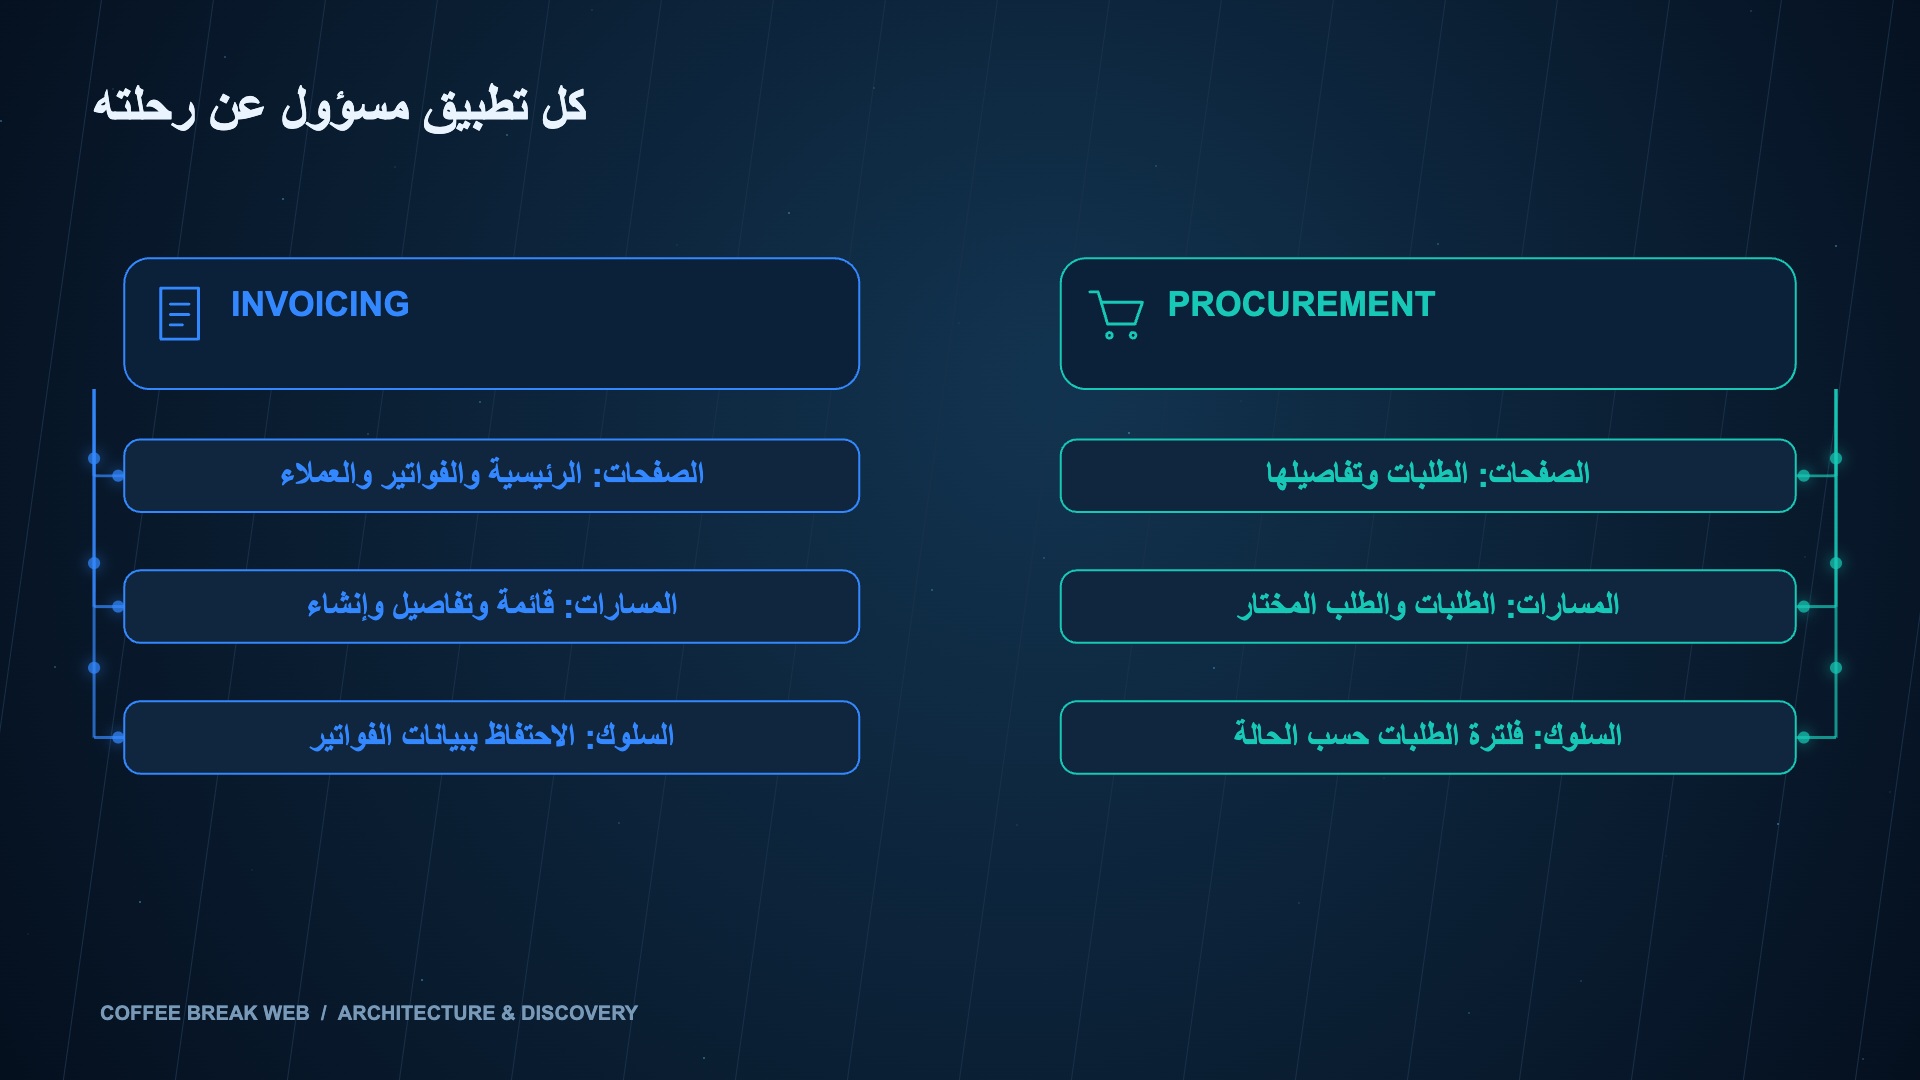 كل تطبيق مسؤول عن رحلته
INVOICING
الصفحات: الرئيسية والفواتير والعملاء
المسارات: قائمة وتفاصيل وإنشاء
السلوك: الاحتفاظ ببيانات الفواتير
PROCUREMENT
الصفحات: الطلبات وتفاصيلها
المسارات: الطلبات والطلب المختار
السلوك: فلترة الطلبات حسب الحالة
COFFEE BREAK WEB / ARCHITECTURE & DISCOVERY